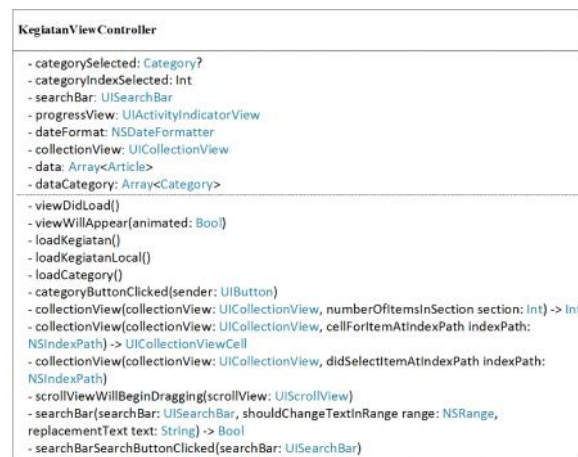 KegiatanViewController
- categorySelected: Category?
- categoryIndexSelected: Int
- searchBar: UISearchBar
- progressView: UIActivityIndicatorView
- dateFormat: NSDateFormatter
- collectionView: UICollectionView
- data: Array<Article>
- dataCategory: Array<Category>
- viewDidLoad()
- viewWillAppear(animated: Bool)
- loadKegiatan()
- loadKegiatanLocal()
- loadCategory()
- categoryButtonClicked(sender: UIButton)
- collectionView(collectionView: UICollectionView, numberOfItemsInSection section: Int) -> Int
- collectionView(collectionView: UICollectionView, cellForItemAtIndexPath indexPath:
NSIndexPath) -> UICollectionViewCell
- collectionView(collectionView: UICollectionView, didSelectItemAtIndexPath indexPath:
NSIndexPath)
- scrollViewWillBeginDragging(scrollView: UIScrollView)
- searchBar(searchBar: UISearchBar, shouldChangeTextInRange range: NSRange,
replacementText text: String) -> Bool
- searchBarSearchButtonClicked(searchBar: UISearchBar)